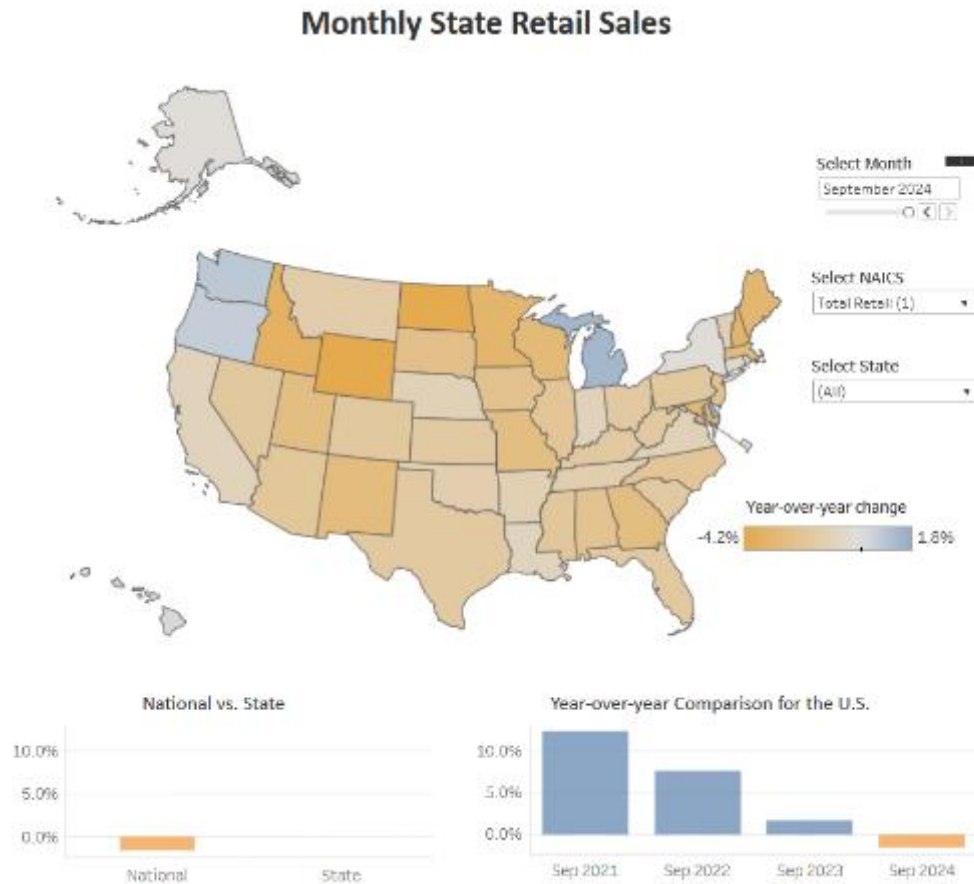 Monthly State Retail Sales
Select Month
September 2024
Select NAICS
Total Retail (1)
Select State
(All)
Year-over-year change
-4.2%
1.8%
National vs. State
10.0%
5.0%
0.0%
National
State
Year-over-year Comparison for the U.S.
10.0%
5.0%
0.0%
Sep 2021
Sep 2022
Sep 2023
Sep 2024